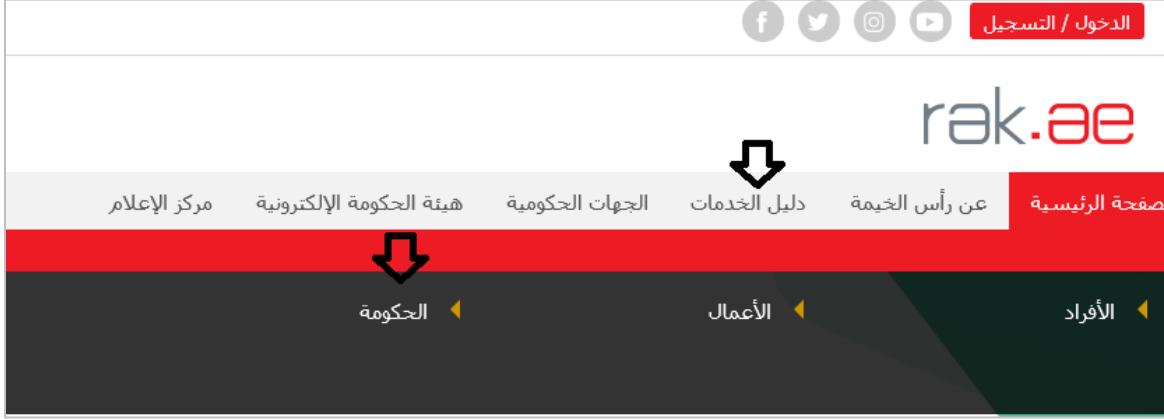 الدخول / التسجيل
rak.ae
صفحة الرئيسية عن رأس الخيمة دليل الخدمات الجهات الحكومية هيئة الحكومة الإلكترونية مركز الإعلام
الأفراد الأعمال الحكومة